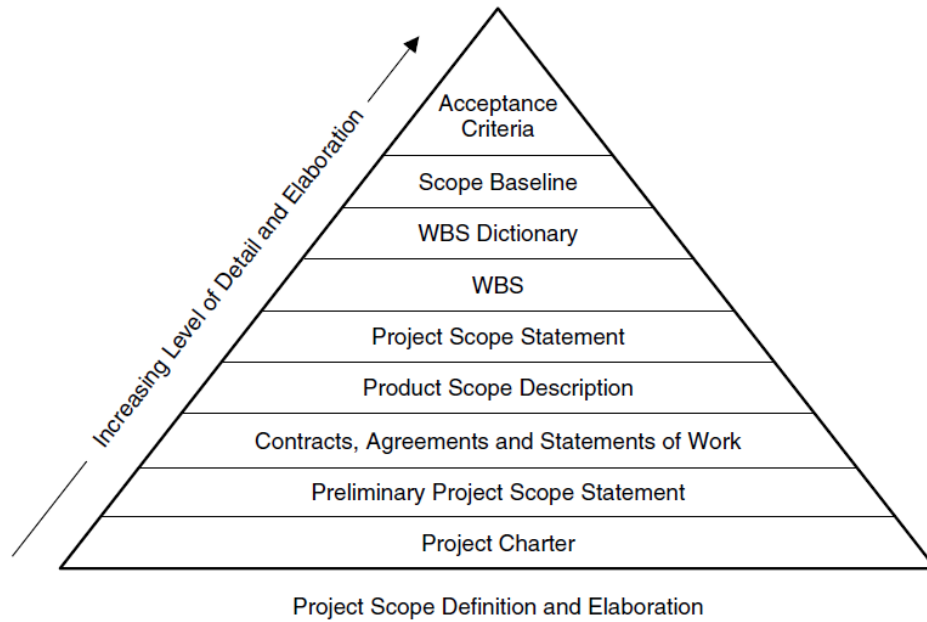 Acceptance
Criteria
Scope Baseline
WBS Dictionary
WBS
Project Scope Statement
Product Scope Description
Contracts, Agreements and Statements of Work
Preliminary Project Scope Statement
Project Charter
Increasing Level of Detail and Elaboration
Project Scope Definition and Elaboration